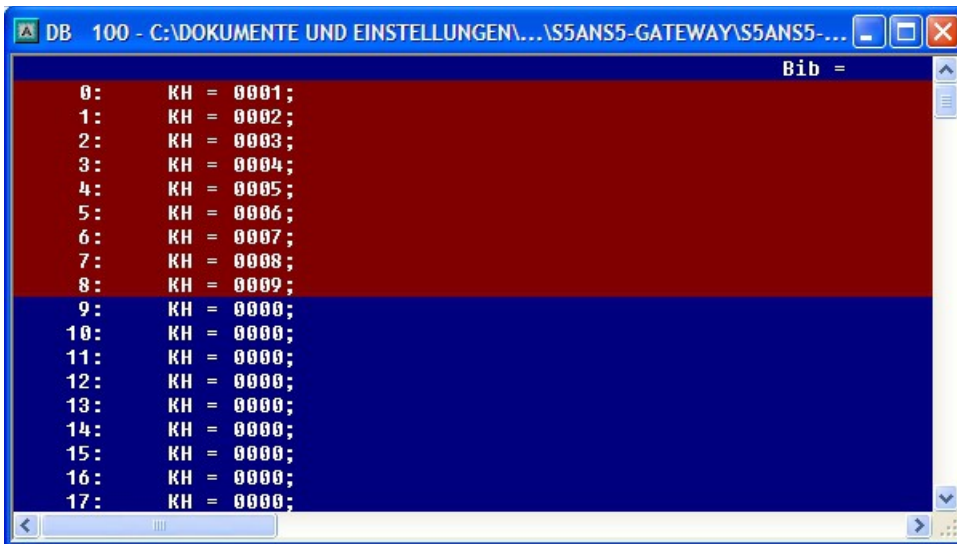 DB 100 - C:\DOKUMENTE UND EINSTELLUNGEN\...\S5ANS5-GATEWAY\S5ANS5-...
Bib =
0: KH = 0001;
1: KH = 0002;
2: KH = 0003;
3: KH = 0004;
4: KH = 0005;
5: KH = 0006;
6: KH = 0007;
7: KH = 0008;
8: KH = 0009;
9: KH = 0000;
10: KH = 0000;
11: KH = 0000;
12: KH = 0000;
13: KH = 0000;
14: KH = 0000;
15: KH = 0000;
16: KH = 0000;
17: KH = 0000;